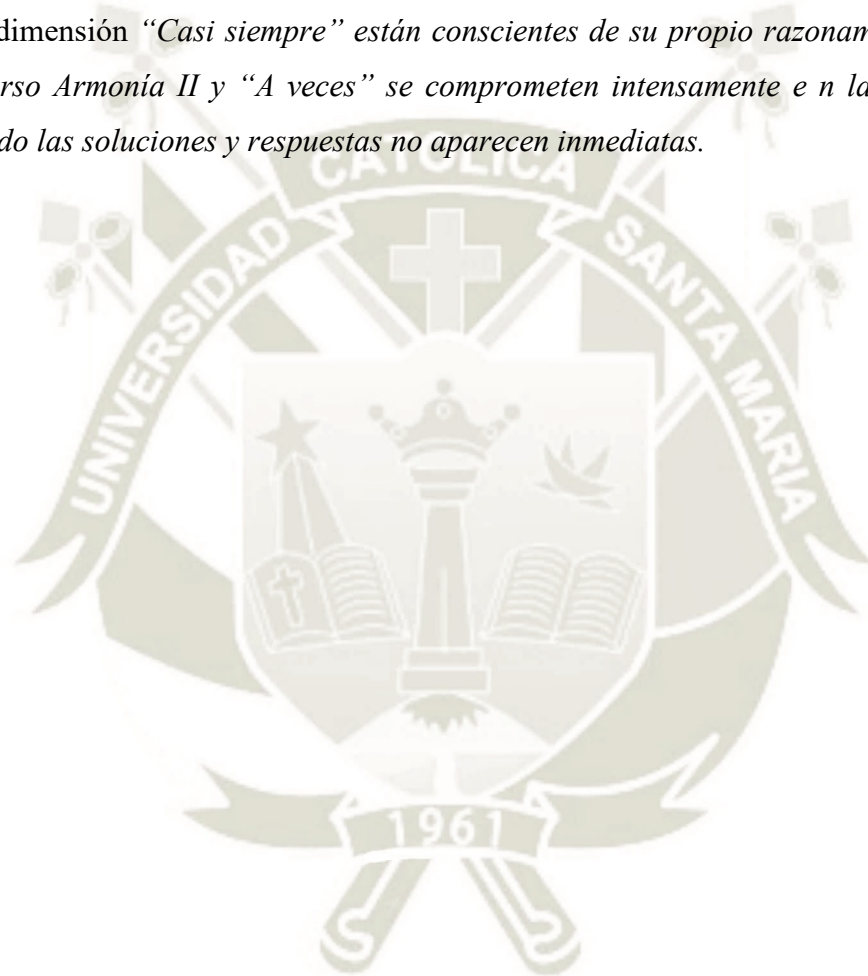 dimensión “Casi siempre” están conscientes de su propio razonam
rso Armonía II y “A veces” se comprometen intensamente e n la
do las soluciones y respuestas no aparecen inmediatas.
UNIVERSIDAD CATOLICA SANTA MARIA
1961